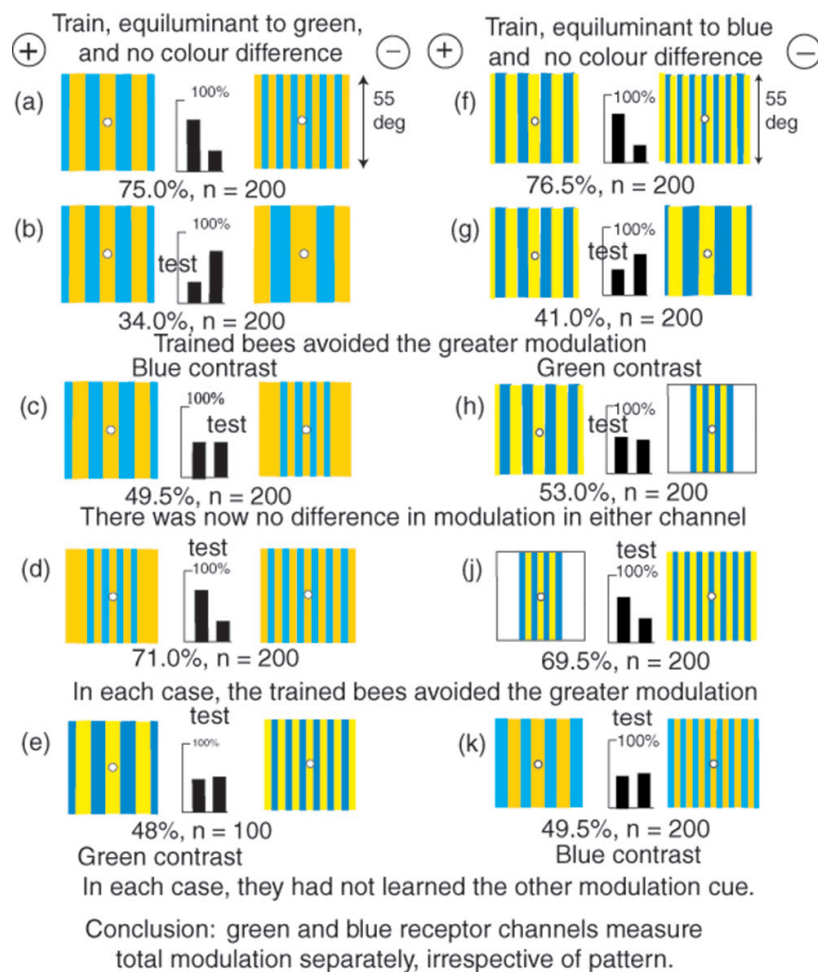 Train, equiluminant to green,
and no colour difference
+
−
Train, equiluminant to blue
and no colour difference
+
−
(a)
100%
55
deg
75.0%, n = 200
(f)
100%
55
deg
76.5%, n = 200
(b)
100%
test
34.0%, n = 200
(g)
100%
test
41.0%, n = 200
Trained bees avoided the greater modulation
Blue contrast
Green contrast
(c)
100%
test
49.5%, n = 200
(h)
100%
test
53.0%, n = 200
There was now no difference in modulation in either channel
(d)
test
100%
71.0%, n = 200
(j)
test
100%
69.5%, n = 200
In each case, the trained bees avoided the greater modulation
(e)
test
100%
48%, n = 100
Green contrast
(k)
test
100%
49.5%, n = 200
Blue contrast
In each case, they had not learned the other modulation cue.
Conclusion: green and blue receptor channels measure
total modulation separately, irrespective of pattern.